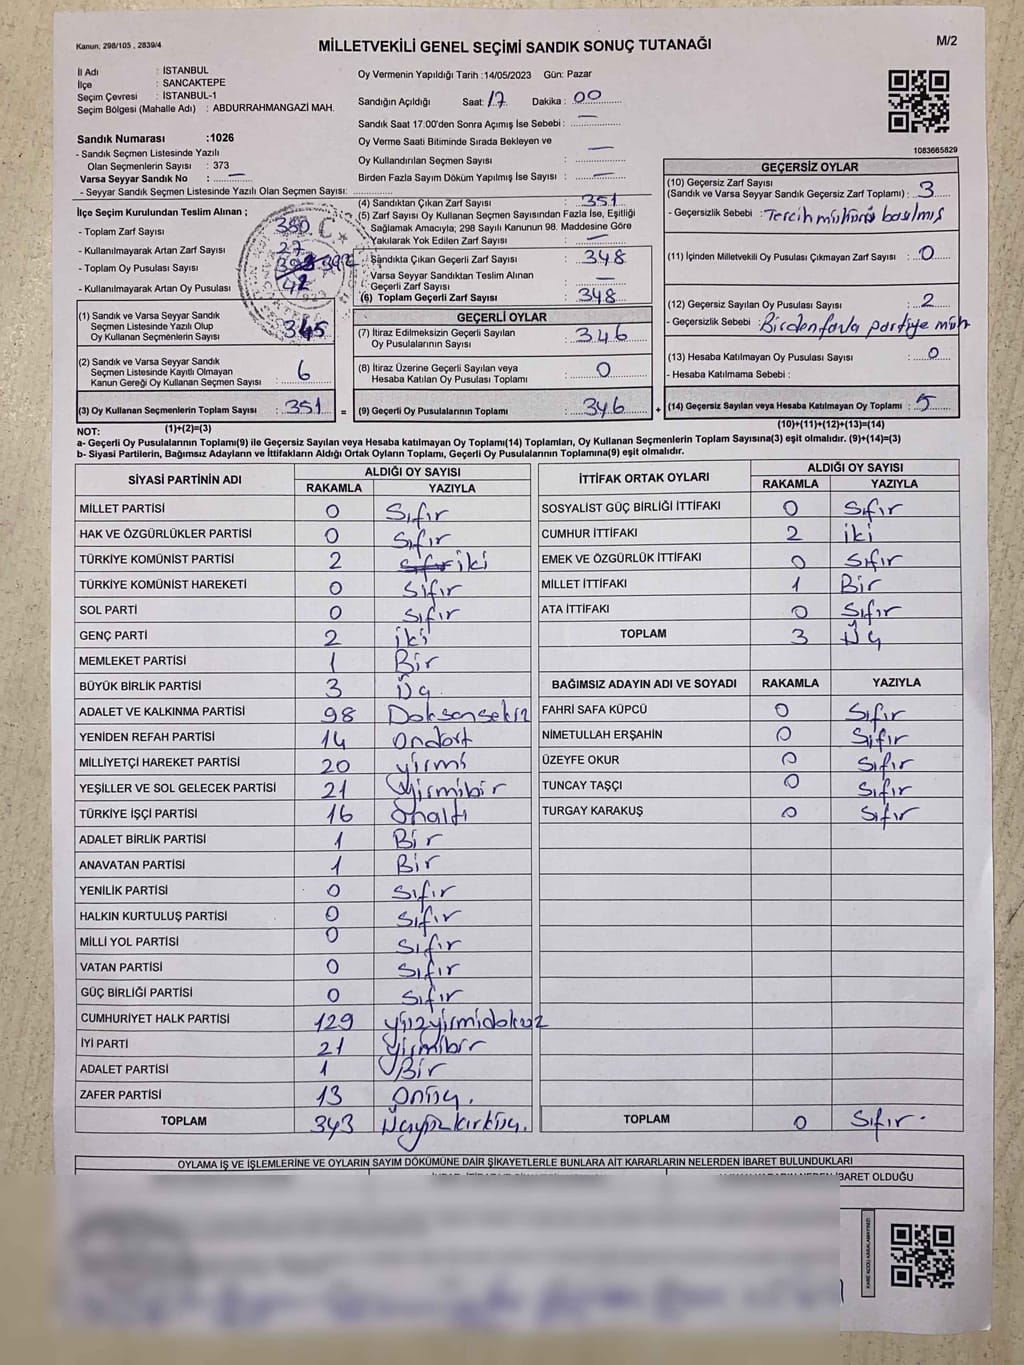 Kanun, 298/105 , 2839/4
MİLLETVEKİLİ GENEL SEÇİMİ SANDIK SONUÇ TUTANAĞI
M/2
İl Adı : İSTANBUL
İlçe : SANCAKTEPE
Seçim Çevresi : İSTANBUL-1
Seçim Bölgesi (Mahalle Adı) : ABDURRAHMANGAZİ MAH.
Sandık Numarası :1026
- Sandık Seçmen Listesinde Yazılı
Olan Seçmenlerin Sayısı : 373
Varsa Seyyar Sandık No : —
- Seyyar Sandık Seçmen Listesinde Yazılı Olan Seçmen Sayısı:
Oy Vermenin Yapıldığı Tarih :14/05/2023 Gün: Pazar
Sandığın Açıldığı Saat: 17 Dakika : 00
Sandık Saat 17:00'den Sonra Açımış İse Sebebi : —
Oy Verme Saati Bitiminde Sırada Bekleyen ve
Oy Kullandırılan Seçmen Sayısı : —
Birden Fazla Sayım Döküm Yapılmış İse Sayısı : —
1083665829
İlçe Seçim Kurulundan Teslim Alınan ;
- Toplam Zarf Sayısı 380
- Kullanılmayarak Artan Zarf Sayısı 27
- Toplam Oy Pusulası Sayısı 392
- Kullanılmayarak Artan Oy Pusulası 42
(1) Sandık ve Varsa Seyyar Sandık
Seçmen Listesinde Yazılı Olup
Oy Kullanan Seçmenlerin Sayısı 345
(2) Sandık ve Varsa Seyyar Sandık
Seçmen Listesinde Kayıtlı Olmayan
Kanun Gereği Oy Kullanan Seçmen Sayısı : 6
(3) Oy Kullanan Seçmenlerin Toplam Sayısı : 351 =
(1)+(2)=(3)
(4) Sandıktan Çıkan Zarf Sayısı : 351
(5) Zarf Sayısı Oy Kullanan Seçmen Sayısından Fazla İse, Eşitliği
Sağlamak Amacıyla; 298 Sayılı Kanunun 98. Maddesine Göre
Yakılarak Yok Edilen Zarf Sayısı : —
Sandıkta Çıkan Geçerli Zarf Sayısı : 348
Varsa Seyyar Sandıktan Teslim Alınan
Geçerli Zarf Sayısı : —
(6) Toplam Geçerli Zarf Sayısı : 348
GEÇERLİ OYLAR
(7) İtiraz Edilmeksizin Geçerli Sayılan
Oy Pusulalarının Sayısı : 346
(8) İtiraz Üzerine Geçerli Sayılan veya
Hesaba Katılan Oy Pusulası Toplamı : 0
(9) Geçerli Oy Pusulalarının Toplamı : 346 +
GEÇERSİZ OYLAR
(10) Geçersiz Zarf Sayısı
(Sandık ve Varsa Seyyar Sandık Geçersiz Zarf Toplamı) : 3
- Geçersizlik Sebebi : Tercih mührü basılmış
(11) İçinden Milletvekili Oy Pusulası Çıkmayan Zarf Sayısı : 0
(12) Geçersiz Sayılan Oy Pusulası Sayısı : 2
- Geçersizlik Sebebi : Birden fazla partiye müh
(13) Hesaba Katılmayan Oy Pusulası Sayısı : 0
- Hesaba Katılmama Sebebi :
(14) Geçersiz Sayılan veya Hesaba Katılmayan Oy Toplamı : 5
(10)+(11)+(12)+(13)=(14)
NOT:
a- Geçerli Oy Pusulalarının Toplamı(9) ile Geçersiz Sayılan veya Hesaba katılmayan Oy Toplamı(14) Toplamları, Oy Kullanan Seçmenlerin Toplam Sayısına(3) eşit olmalıdır. (9)+(14)=(3)
b- Siyasi Partilerin, Bağımsız Adayların ve İttifakların Aldığı Ortak Oyların Toplamı, Geçerli Oy Pusulalarının Toplamına(9) eşit olmalıdır.
SİYASİ PARTİNİN ADI ALDIĞI OY SAYISI
RAKAMLA YAZIYLA
MİLLET PARTİSİ 0 Sıfır
HAK VE ÖZGÜRLÜKLER PARTİSİ 0 Sıfır
TÜRKİYE KOMÜNİST PARTİSİ 2 sıfır iki
TÜRKİYE KOMÜNİST HAREKETİ 0 Sıfır
SOL PARTİ 0 Sıfır
GENÇ PARTİ 2 iki
MEMLEKET PARTİSİ 1 Bir
BÜYÜK BİRLİK PARTİSİ 3 Üç
ADALET VE KALKINMA PARTİSİ 98 Doksansekiz
YENİDEN REFAH PARTİSİ 14 ondört
MİLLİYETÇİ HAREKET PARTİSİ 20 yirmi
YEŞİLLER VE SOL GELECEK PARTİSİ 21 Yirmibir
TÜRKİYE İŞÇİ PARTİSİ 16 Onaltı
ADALET BİRLİK PARTİSİ 1 Bir
ANAVATAN PARTİSİ 1 Bir
YENİLİK PARTİSİ 0 Sıfır
HALKIN KURTULUŞ PARTİSİ 0 Sıfır
MİLLİ YOL PARTİSİ 0 Sıfır
VATAN PARTİSİ 0 Sıfır
GÜÇ BİRLİĞİ PARTİSİ 0 Sıfır
CUMHURİYET HALK PARTİSİ 129 yüzyirmidokuz
İYİ PARTİ 21 yirmibir
ADALET PARTİSİ 1 Bir
ZAFER PARTİSİ 13 Onüç.
TOPLAM 343 Üçyüzkırküç.
İTTİFAK ORTAK OYLARI ALDIĞI OY SAYISI
RAKAMLA YAZIYLA
SOSYALİST GÜÇ BİRLİĞİ İTTİFAKI 0 Sıfır
CUMHUR İTTİFAKI 2 iki
EMEK VE ÖZGÜRLÜK İTTİFAKI 0 Sıfır
MİLLET İTTİFAKI 1 Bir
ATA İTTİFAKI 0 Sıfır
TOPLAM 3 Üç
BAĞIMSIZ ADAYIN ADI VE SOYADI RAKAMLA YAZIYLA
FAHRİ SAFA KÜPCÜ 0 Sıfır
NİMETULLAH ERŞAHİN 0 Sıfır
ÜZEYFE OKUR 0 Sıfır
TUNCAY TAŞÇI 0 Sıfır
TURGAY KARAKUŞ 0 Sıfır
TOPLAM 0 Sıfır.
OYLAMA İŞ VE İŞLEMLERİNE VE OYLARIN SAYIM DÖKÜMÜNE DAİR ŞİKAYETLERLE BUNLARA AİT KARARLARIN NELERDEN İBARET BULUNDUKLARI
İBARET OLDUĞU